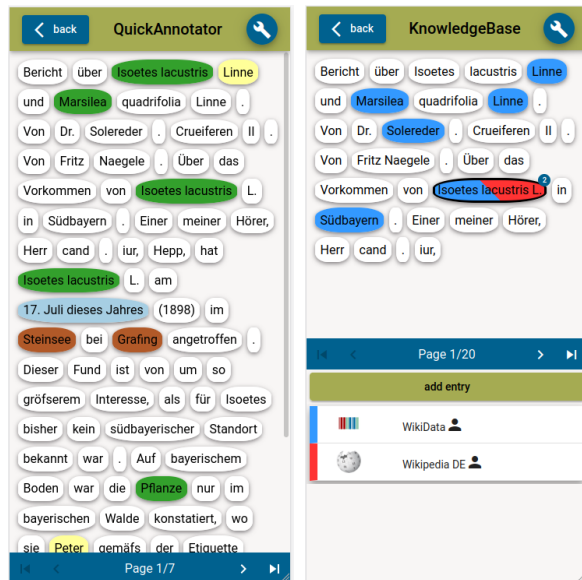 back QuickAnnotator
Bericht über Isoetes lacustris Linne
und Marsilea quadrifolia Linne .
Von Dr. Solereder . Crueiferen II .
Von Fritz Naegele . Über das
Vorkommen von Isoetes lacustris L.
in Südbayern . Einer meiner Hörer,
Herr cand . iur, Hepp, hat
Isoetes lacustris L. am
17. Juli dieses Jahres (1898) im
Steinsee bei Grafing angetroffen .
Dieser Fund ist von um so
gröfserem Interesse, als für Isoetes
bisher kein südbayerischer Standort
bekannt war . Auf bayerischem
Boden war die Pflanze nur im
bayerischen Walde konstatiert, wo
sie Peter gemäfs der Etiquette
Page 1/7
back KnowledgeBase
Bericht über Isoetes lacustris Linne
und Marsilea quadrifolia Linne .
Von Dr. Solereder . Crueiferen II .
Von Fritz Naegele . Über das
Vorkommen von Isoetes lacustris L. 2 in
Südbayern . Einer meiner Hörer,
Herr cand . iur,
Page 1/20
add entry
WikiData
Wikipedia DE